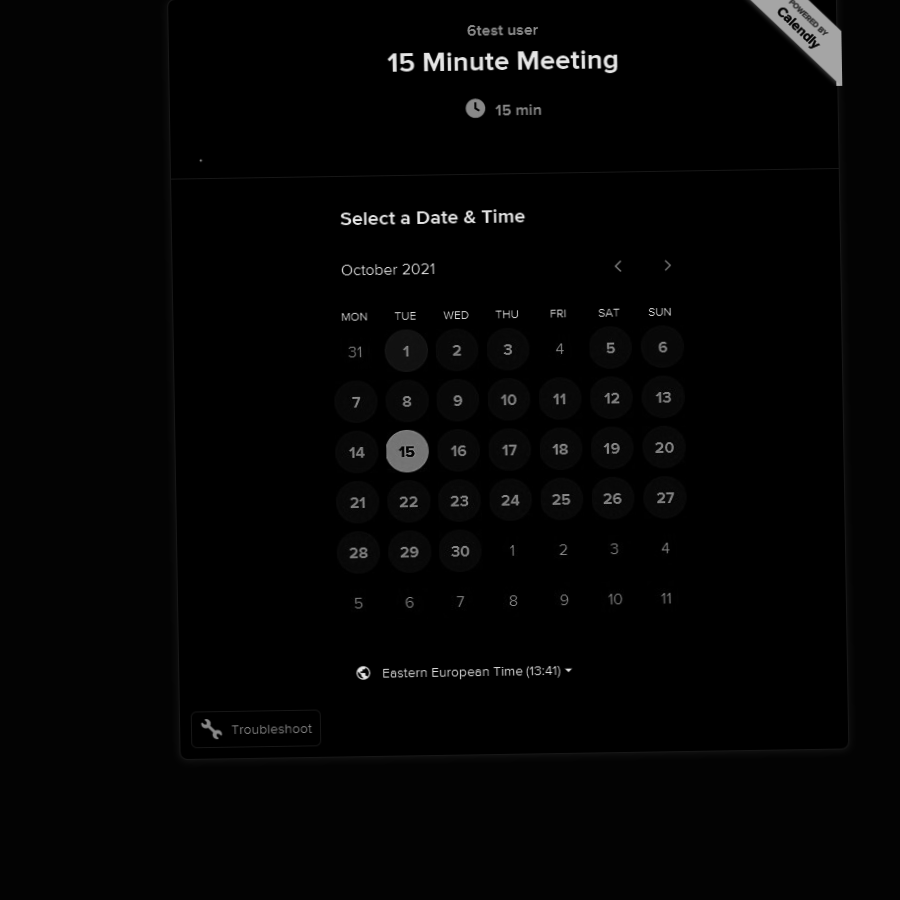 POWERED BY
Calendly
6test user
15 Minute Meeting
15 min
.
Select a Date & Time
October 2021
MON TUE WED THU FRI SAT SUN
31 1 2 3 4 5 6
7 8 9 10 11 12 13
14 15 16 17 18 19 20
21 22 23 24 25 26 27
28 29 30 1 2 3 4
5 6 7 8 9 10 11
Eastern European Time (13:41)
Troubleshoot